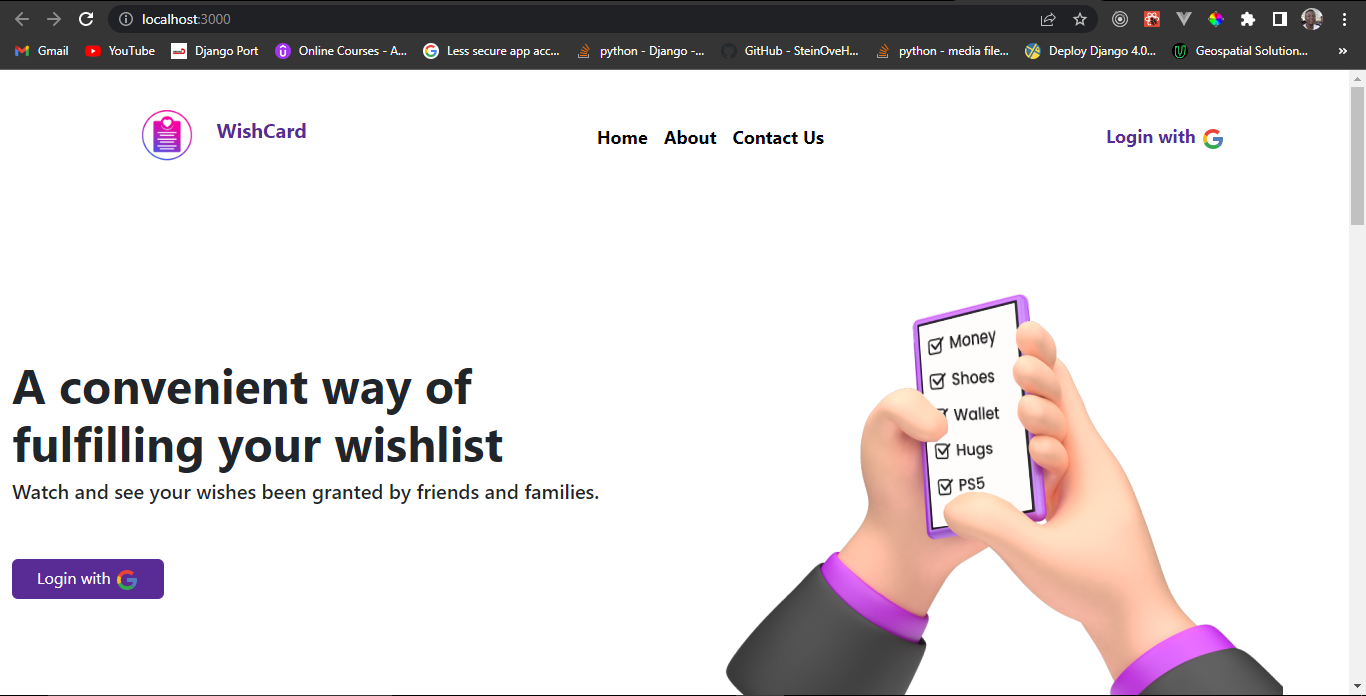 localhost:3000
Gmail
YouTube
Django Port
Online Courses - A...
Less secure app acc...
python - Django -...
GitHub - SteinOveH...
python - media file...
Deploy Django 4.0...
Geospatial Solution...
»
WishCard
Home
About
Contact Us
Login with
A convenient way of
fulfilling your wishlist
Watch and see your wishes been granted by friends and families.
Login with
Money
Shoes
Wallet
Hugs
PS5